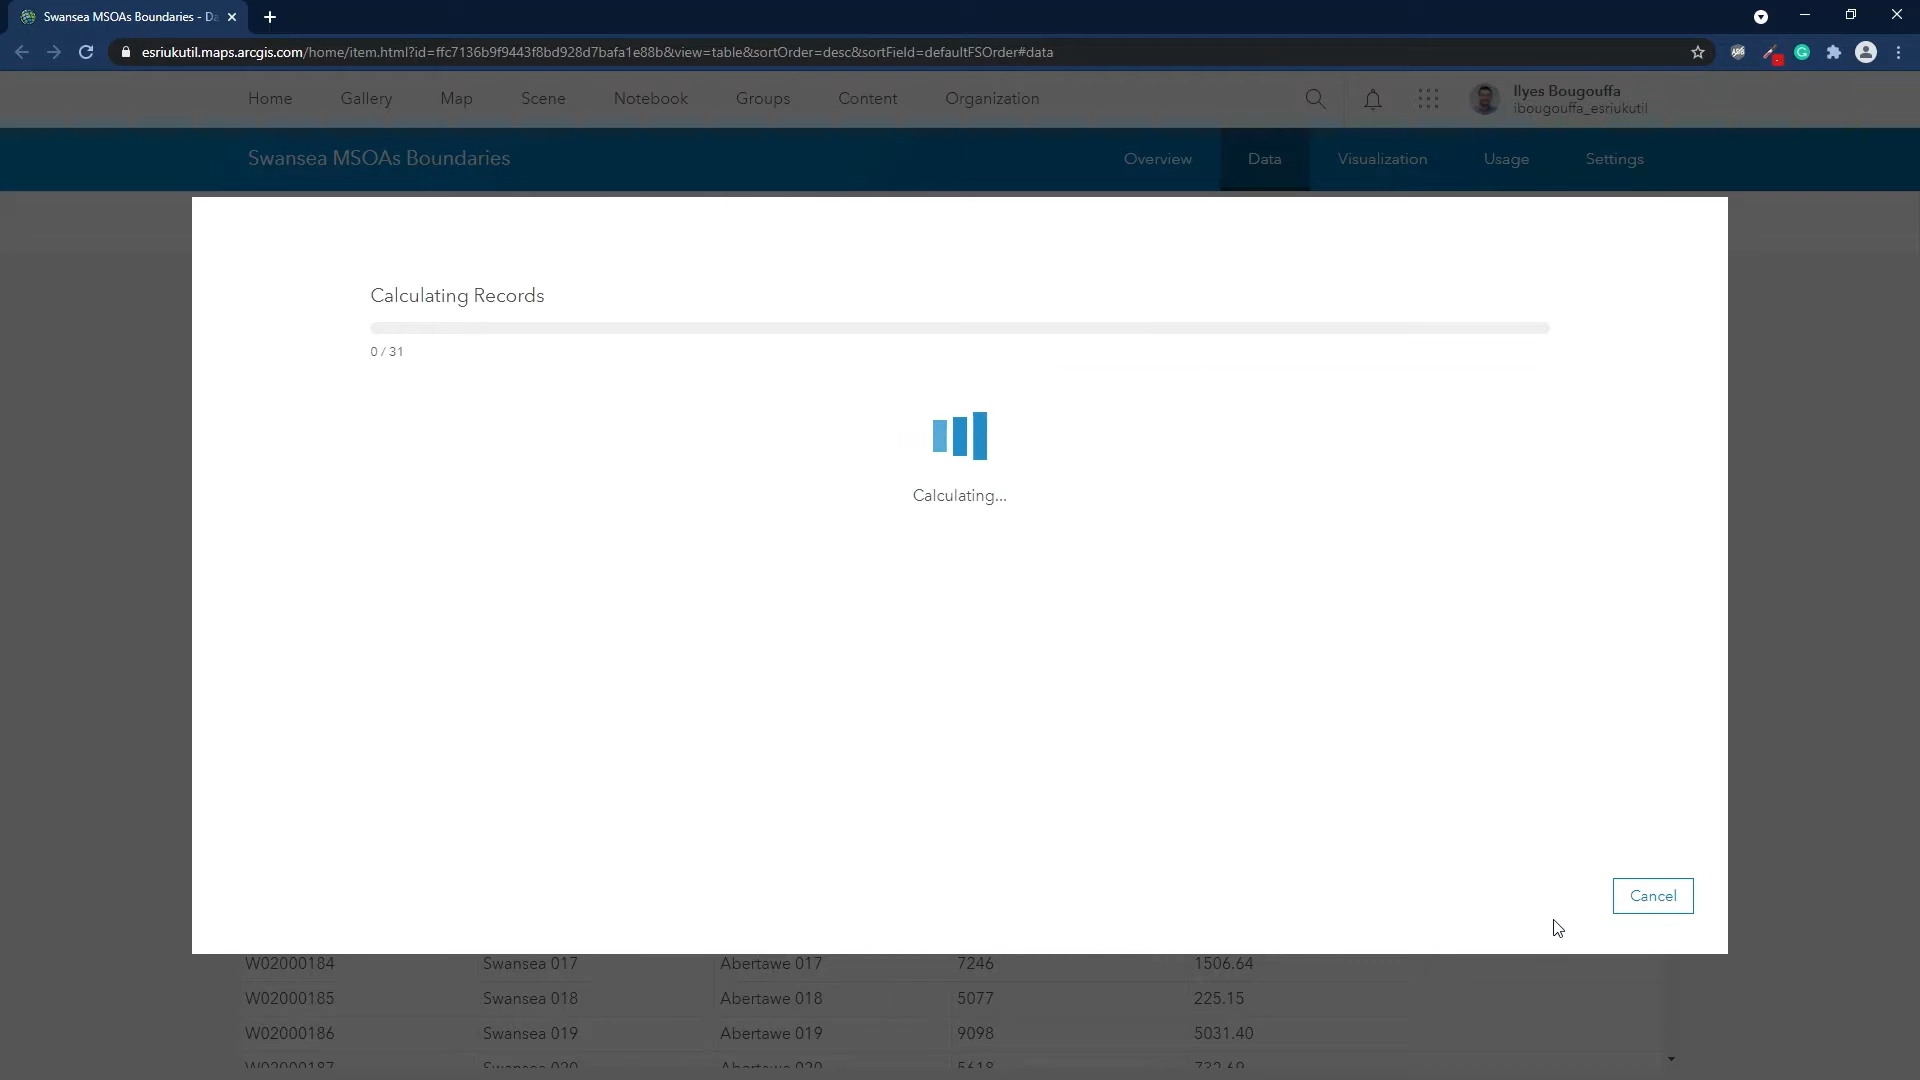 Swansea MSOAs Boundaries - Da
esriukutil.maps.arcgis.com/home/item.html?id=ffc7136b9f9443f8bd928d7bafa1e88b&view=table&sortOrder=desc&sortField=defaultFSOrder#data
Home Gallery Map Scene Notebook Groups Content Organization
Ilyes Bougouffa
ibougouffa_esriukutil
Swansea MSOAs Boundaries
Overview Data Visualization Usage Settings
Calculating Records
0 / 31
Calculating...
Cancel
W02000184 Swansea 017 Abertawe 017 7246 1506.64
W02000185 Swansea 018 Abertawe 018 5077 225.15
W02000186 Swansea 019 Abertawe 019 9098 5031.40
W02000187 Swansea 020 Abertawe 020 5618 732.69